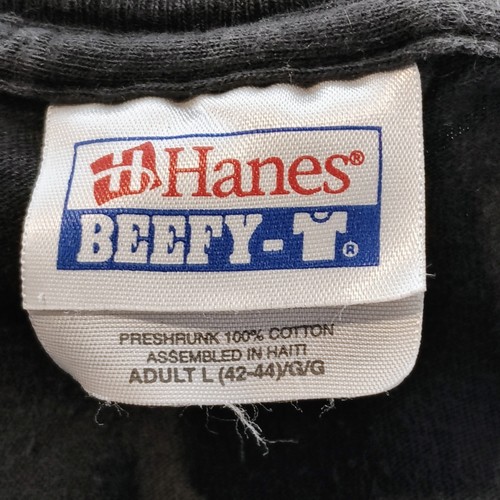 Hanes®
BEEFY-T®
PRESHRUNK 100% COTTON
ASSEMBLED IN HAITI
ADULT L (42-44)/G/G